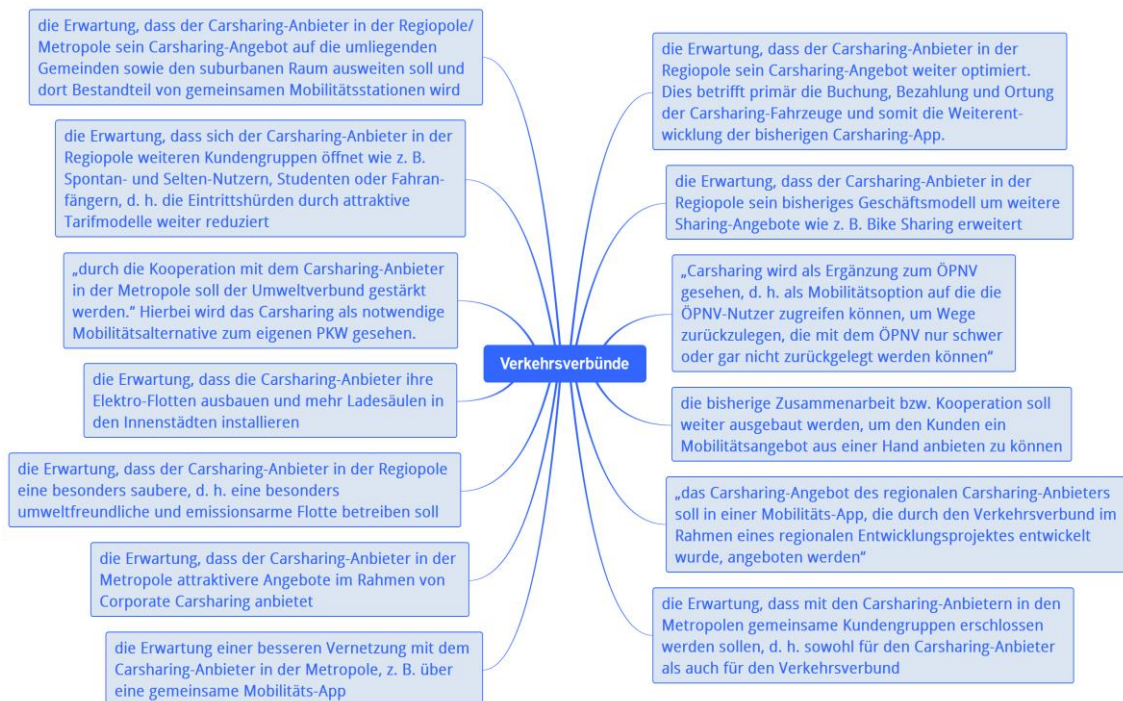 die Erwartung, dass der Carsharing-Anbieter in der Regiopole/
Metropole sein Carsharing-Angebot auf die umliegenden
Gemeinden sowie den suburbanen Raum ausweiten soll und
dort Bestandteil von gemeinsamen Mobilitätsstationen wird
die Erwartung, dass sich der Carsharing-Anbieter in der
Regiopole weiteren Kundengruppen öffnet wie z. B.
Spontan- und Selten-Nutzern, Studenten oder Fahran-
fängern, d. h. die Eintrittshürden durch attraktive
Tarifmodelle weiter reduziert
„durch die Kooperation mit dem Carsharing-Anbieter
in der Metropole soll der Umweltverbund gestärkt
werden.“ Hierbei wird das Carsharing als notwendige
Mobilitätsalternative zum eigenen PKW gesehen.
die Erwartung, dass die Carsharing-Anbieter ihre
Elektro-Flotten ausbauen und mehr Ladesäulen in
den Innenstädten installieren
die Erwartung, dass der Carsharing-Anbieter in der Regiopole
eine besonders saubere, d. h. eine besonders
umweltfreundliche und emissionsarme Flotte betreiben soll
die Erwartung, dass der Carsharing-Anbieter in der
Metropole attraktivere Angebote im Rahmen von
Corporate Carsharing anbietet
die Erwartung einer besseren Vernetzung mit dem
Carsharing-Anbieter in der Metropole, z. B. über
eine gemeinsame Mobilitäts-App
Verkehrsverbünde
die Erwartung, dass der Carsharing-Anbieter in der
Regiopole sein Carsharing-Angebot weiter optimiert.
Dies betrifft primär die Buchung, Bezahlung und Ortung
der Carsharing-Fahrzeuge und somit die Weiterent-
wicklung der bisherigen Carsharing-App.
die Erwartung, dass der Carsharing-Anbieter in der
Regiopole sein bisheriges Geschäftsmodell um weitere
Sharing-Angebote wie z. B. Bike Sharing erweitert
„Carsharing wird als Ergänzung zum ÖPNV
gesehen, d. h. als Mobilitätsoption auf die die
ÖPNV-Nutzer zugreifen können, um Wege
zurückzulegen, die mit dem ÖPNV nur schwer
oder gar nicht zurückgelegt werden können“
die bisherige Zusammenarbeit bzw. Kooperation soll
weiter ausgebaut werden, um den Kunden ein
Mobilitätsangebot aus einer Hand anbieten zu können
„das Carsharing-Angebot des regionalen Carsharing-Anbieters
soll in einer Mobilitäts-App, die durch den Verkehrsverbund im
Rahmen eines regionalen Entwicklungsprojektes entwickelt
wurde, angeboten werden“
die Erwartung, dass mit den Carsharing-Anbietern in den
Metropolen gemeinsame Kundengruppen erschlossen
werden sollen, d. h. sowohl für den Carsharing-Anbieter
als auch für den Verkehrsverbund